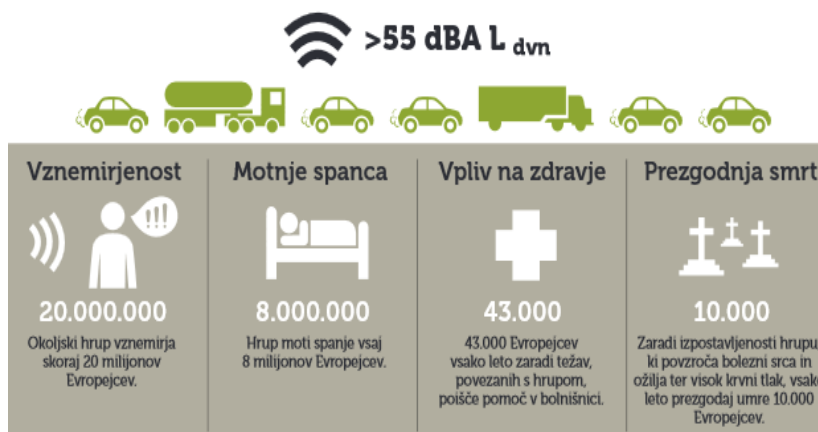 >55 dBA L dvn
Vznemirjenost
!!!
20.000.000
Okoljski hrup vznemirja
skoraj 20 milijonov
Evropejcev.
Motnje spanca
8.000.000
Hrup moti spanje vsaj
8 milijonov Evropejcev.
Vpliv na zdravje
43.000
43.000 Evropejcev
vsako leto zaradi težav,
povezanih s hrupom,
poišče pomoč v bolnišnici.
Prezgodnja smrt
10.000
Zaradi izpostavljenosti hrupu,
ki povzroča bolezni srca in
ožilja ter visok krvni tlak, vsako
leto prezgodaj umre 10.000
Evropejcev.